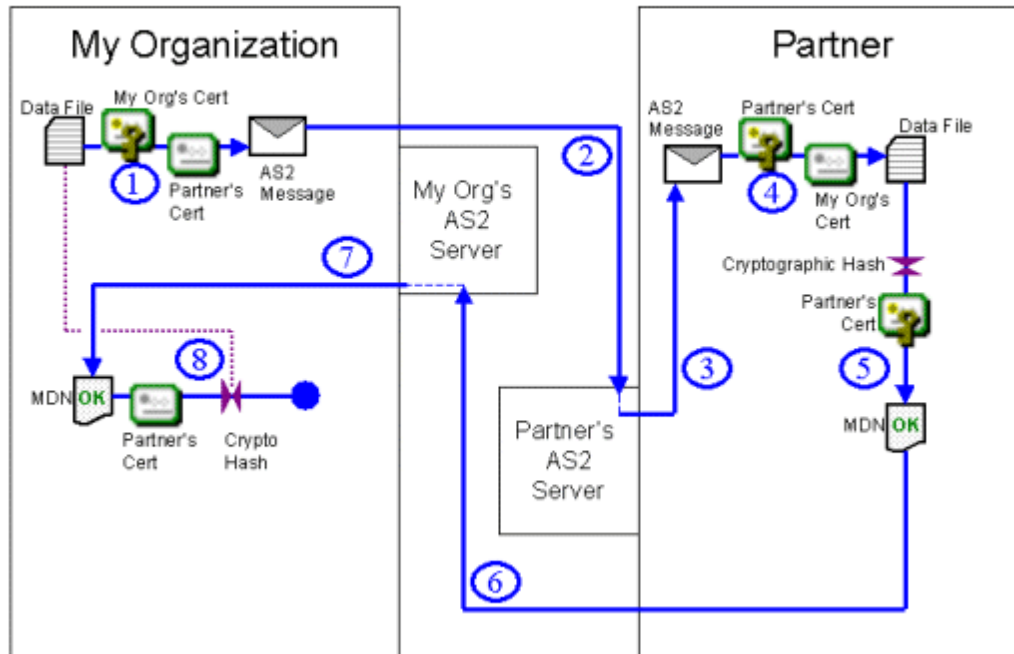 My Organization
Data File
My Org's Cert
1
Partner's
Cert
AS2
Message
2
My Org's
AS2
Server
7
8
MDN
OK
Partner's
Cert
Crypto
Hash
Partner
AS2
Message
Partner's Cert
Data File
4
My Org's
Cert
Cryptographic Hash
Partner's
Cert
3
5
MDN
OK
Partner's
AS2
Server
6